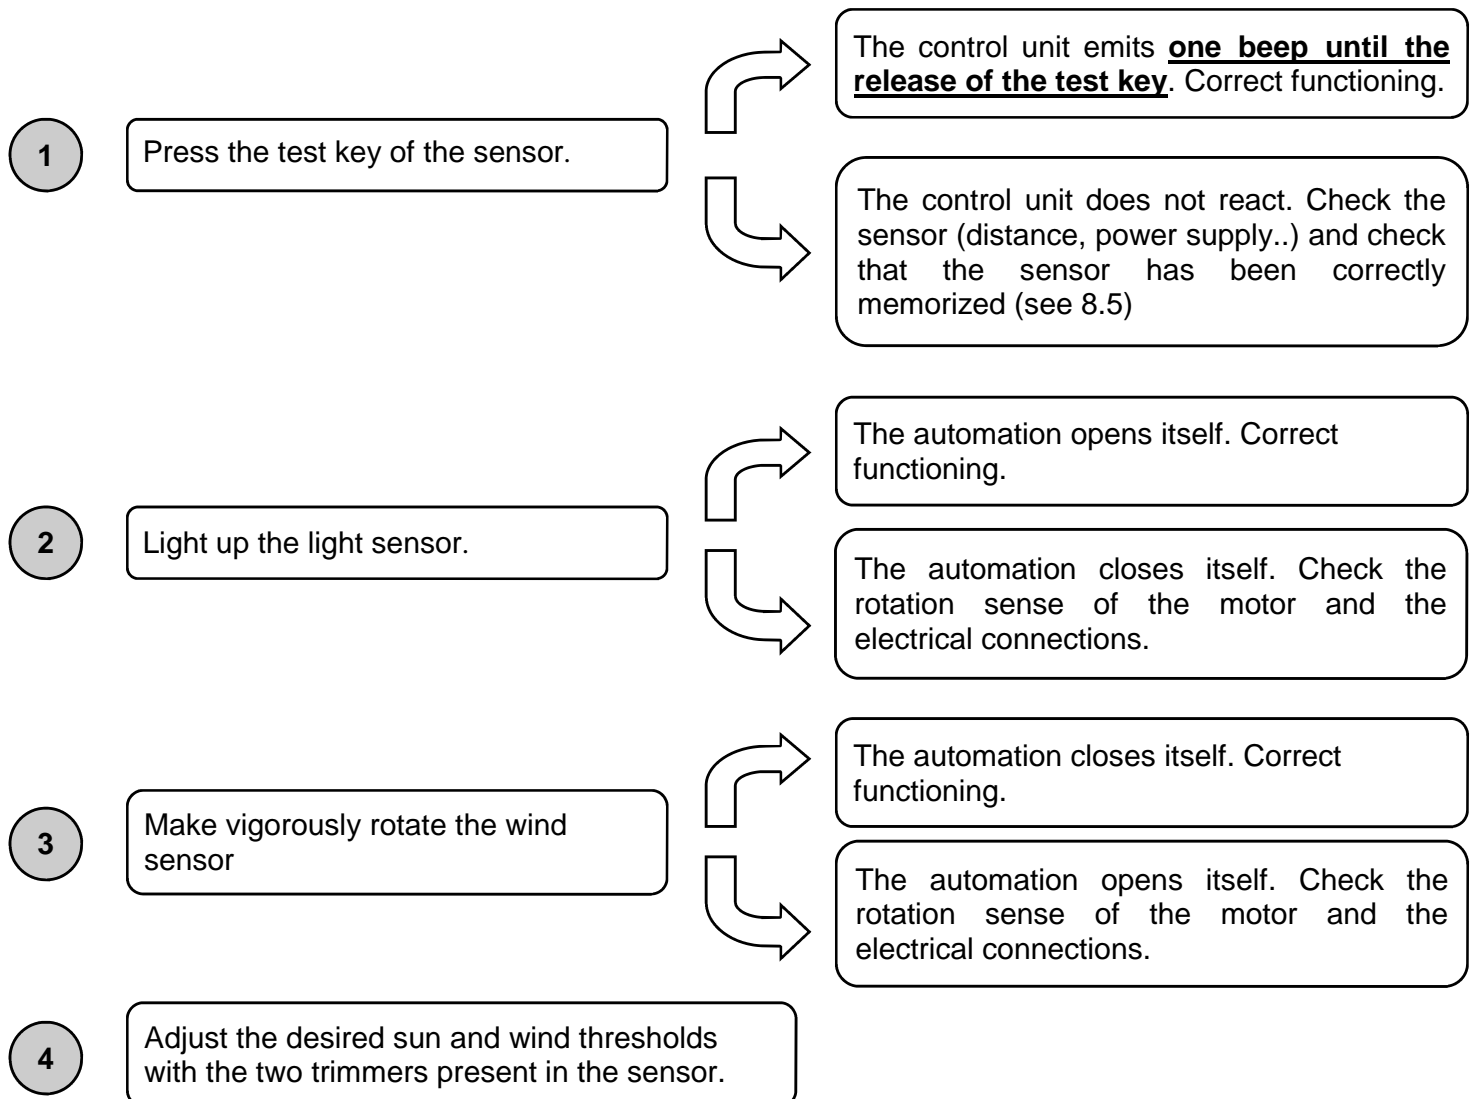 1
Press the test key of the sensor.
The control unit emits one beep until the
release of the test key. Correct functioning.
The control unit does not react. Check the
sensor (distance, power supply..) and check
that the sensor has been correctly
memorized (see 8.5)
2
Light up the light sensor.
The automation opens itself. Correct
functioning.
The automation closes itself. Check the
rotation sense of the motor and the
electrical connections.
3
Make vigorously rotate the wind
sensor
The automation closes itself. Correct
functioning.
The automation opens itself. Check the
rotation sense of the motor and the
electrical connections.
4
Adjust the desired sun and wind thresholds
with the two trimmers present in the sensor.